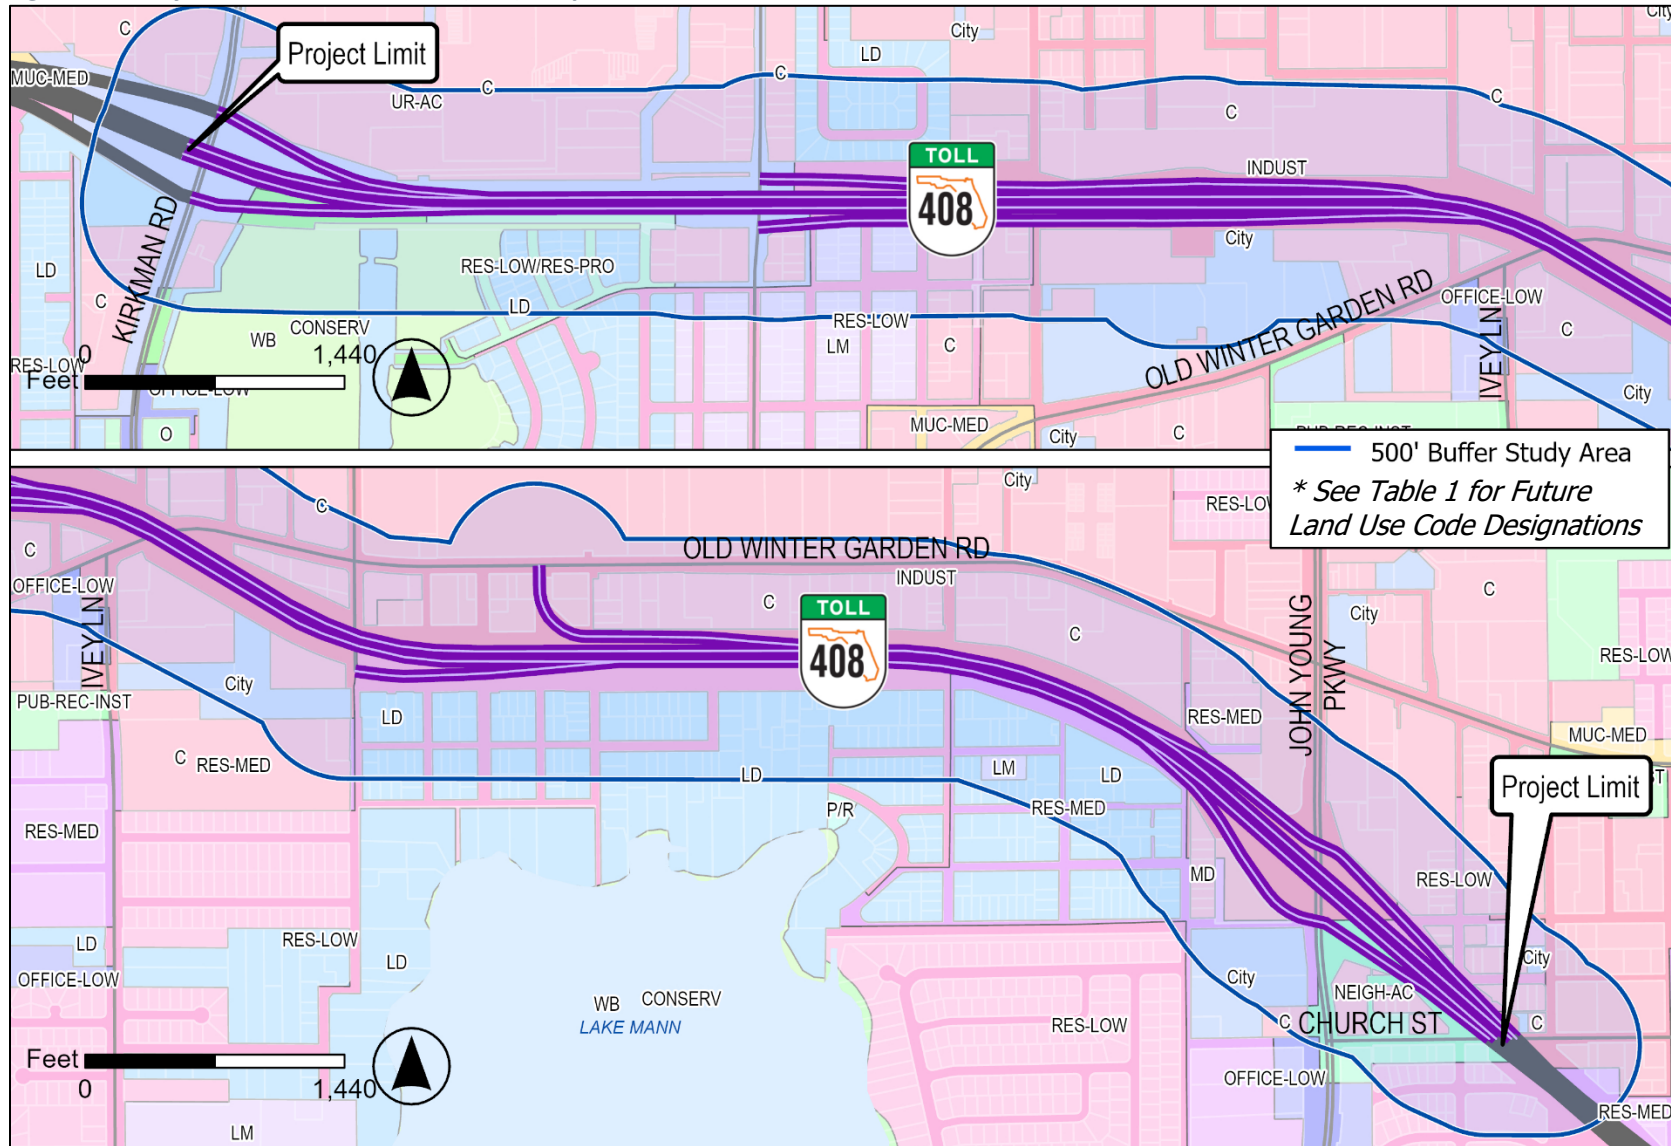 C
City
Project Limit
LD
MUC-MED
C
C
UR-AC
C
C
TOLL
408
INDUST
KIRKMAN RD
City
RES-LOW/RES-PRO
LD
C
LD
OLD WINTER GARDEN RD
OFFICE-LOW
IVEY LN
C
WB
CONSERV
RES-LOW
LM
C
RES-LOW
0
1,440
Feet
OFFICE-LOW
City
O
MUC-MED
City
C
500' Buffer Study Area
* See Table 1 for Future
Land Use Code Designations
City
C
RES-LOW
OLD WINTER GARDEN RD
C
OFFICE-LOW
INDUST
C
TOLL
408
C
IVEY LN
JOHN YOUNG
PKWY
City
C
RES-LOW
City
PUB-REC-INST
LD
RES-MED
MUC-MED
C
RES-MED
LD
LM
LD
Project Limit
RES-MED
P/R
RES-MED
MD
RES-LOW
LD
RES-LOW
LD
OFFICE-LOW
City
City
NEIGH-AC
WB
CONSERV
LAKE MANN
RES-LOW
C
CHURCH ST
C
Feet
0
1,440
OFFICE-LOW
RES-MED
LM